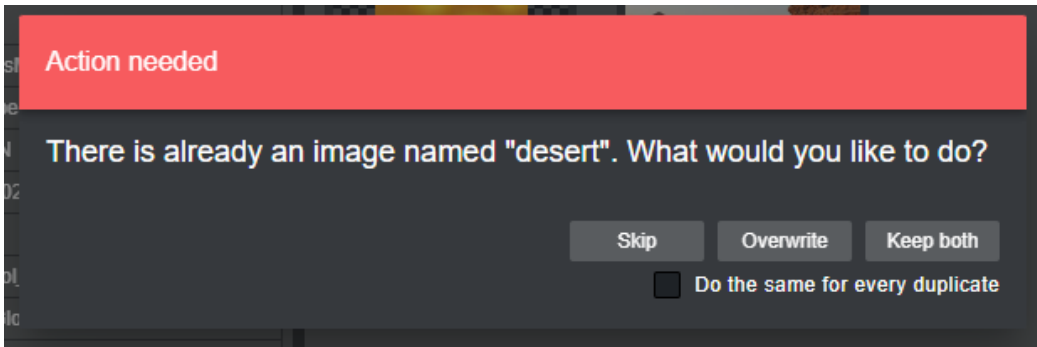 Action needed
There is already an image named "desert". What would you like to do?
Skip Overwrite Keep both
Do the same for every duplicate